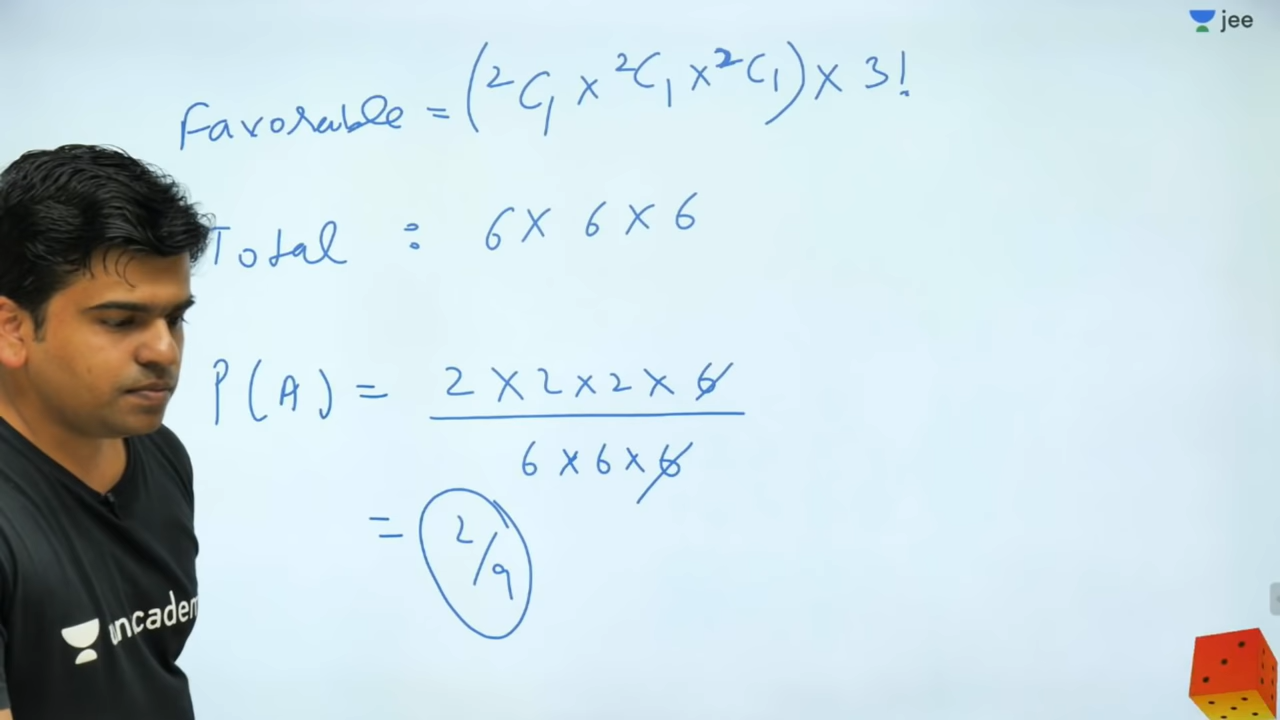 jee
Favorable = (²C₁ × ²C₁ × ²C₁) × 3!
Total : 6 × 6 × 6
P(A) = 2 × 2 × 2 × 6
6 × 6 × 6
= 2/9
unacadem